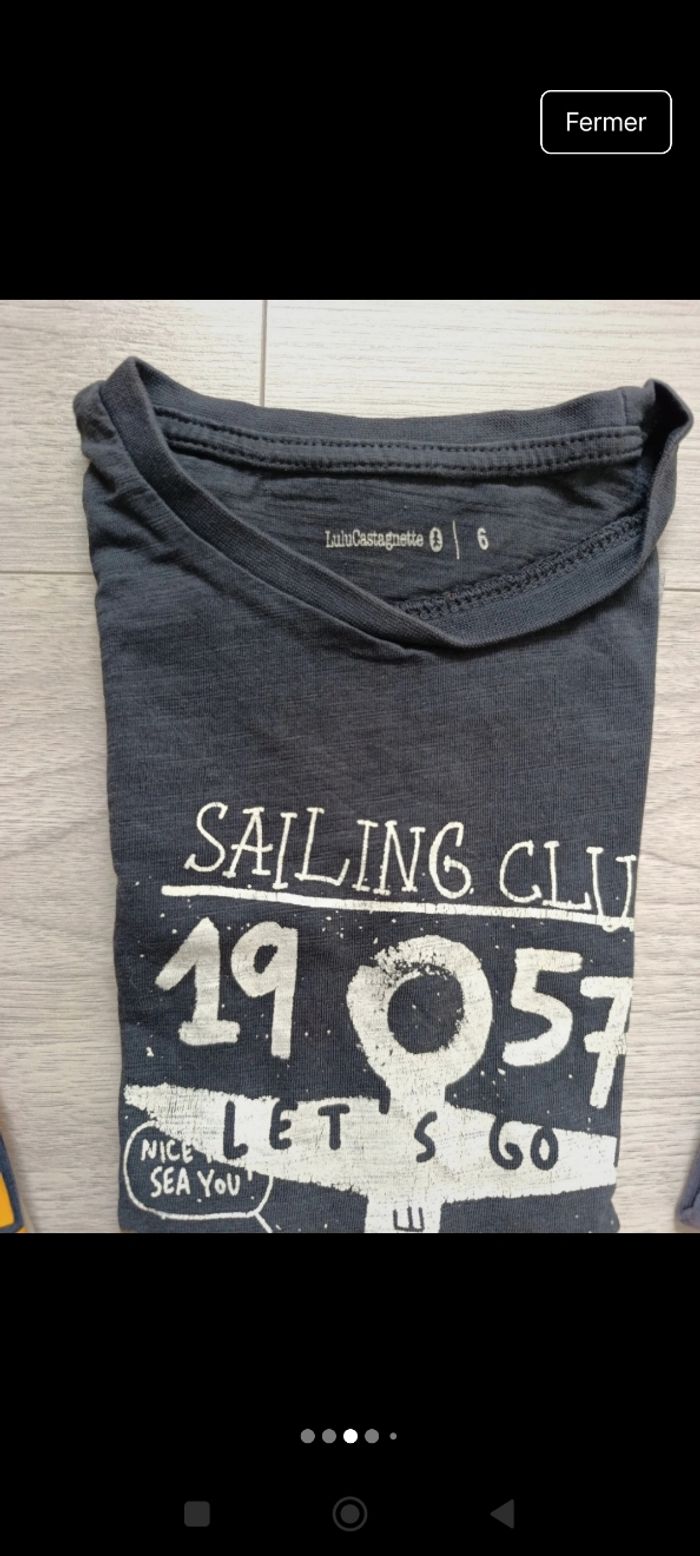 Fermer
LuluCastagnette | 6
SAILING CLU
19 57
LET'S GO
NICE
SEA YOU
E